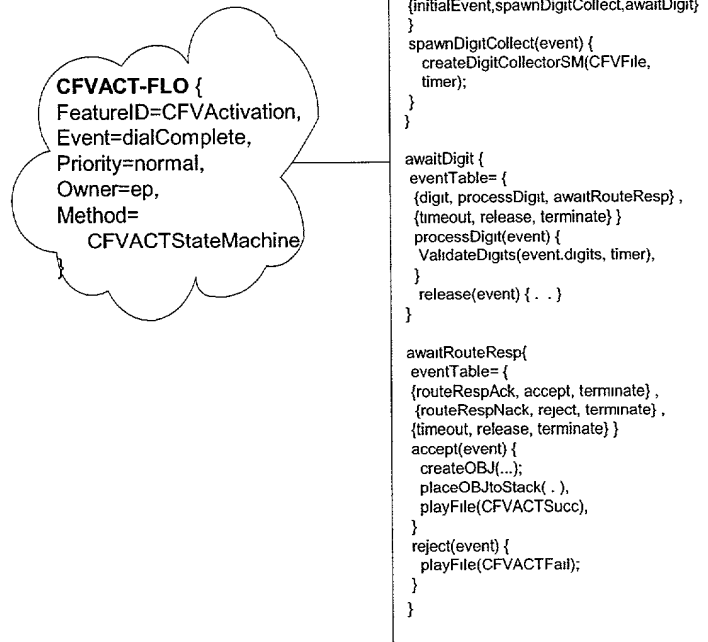 CFVACT-FLO {
FeatureID=CFVActivation,
Event=dialComplete,
Priority=normal,
Owner=ep,
Method=
CFVACTStateMachine
}
{initialEvent,spawnDigitCollect,awaitDigit}
}
spawnDigitCollect(event) {
createDigitCollectorSM(CFVFile,
timer);
}
}
awaitDigit {
eventTable= {
{digit, processDigit, awaitRouteResp} ,
{timeout, release, terminate} }
processDigit(event) {
ValidateDigits(event.digits, timer),
}
release(event) { . . }
}
awaitRouteResp{
eventTable= {
{routeRespAck, accept, terminate} ,
{routeRespNack, reject, terminate} ,
{timeout, release, terminate} }
accept(event) {
createOBJ(...);
placeOBJtoStack( . ),
playFile(CFVACTSucc),
}
reject(event) {
playFile(CFVACTFail);
}
}